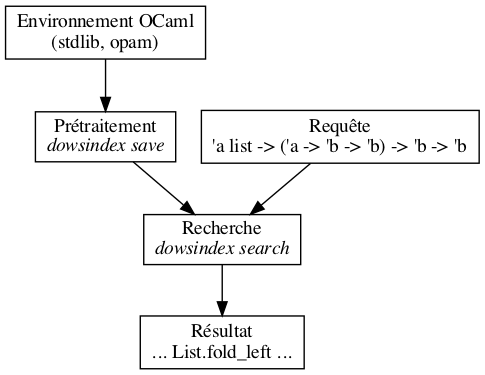 Environnement OCaml
(stdlib, opam)
Prétraitement
dowsindex save
Requête
'a list -> ('a -> 'b -> 'b) -> 'b -> 'b
Recherche
dowsindex search
Résultat
... List.fold_left ...